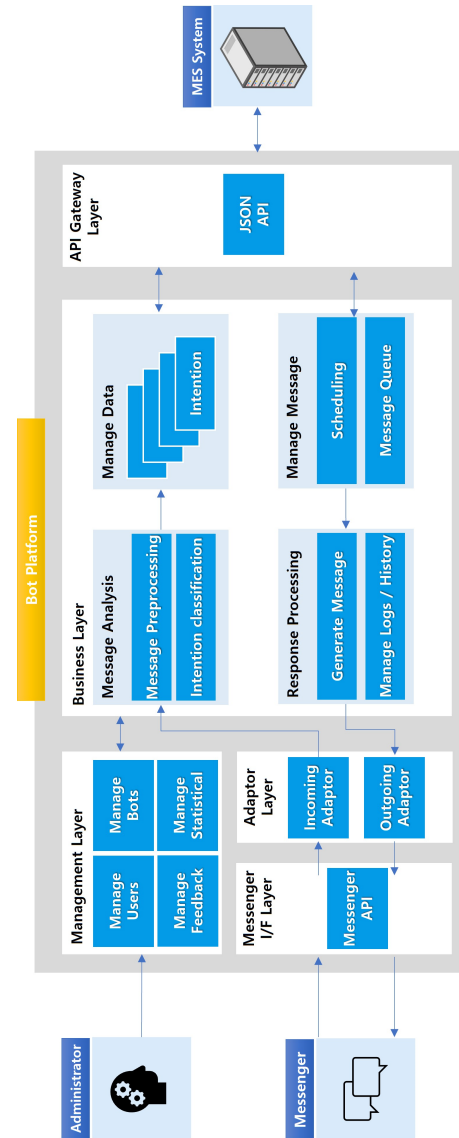 Bot Platform
Administrator
Management Layer
Manage
Users
Manage
Bots
Manage
Feedback
Manage
Statistical
Messenger
Messenger
I/F Layer
Messenger
API
Adaptor
Layer
Incoming
Adaptor
Outgoing
Adaptor
Business Layer
Message Analysis
Message Preprocessing
Intention classification
Manage Data
Intention
Response Processing
Generate Message
Manage Logs / History
Manage Message
Scheduling
Message Queue
API Gateway
Layer
JSON
API
MES System